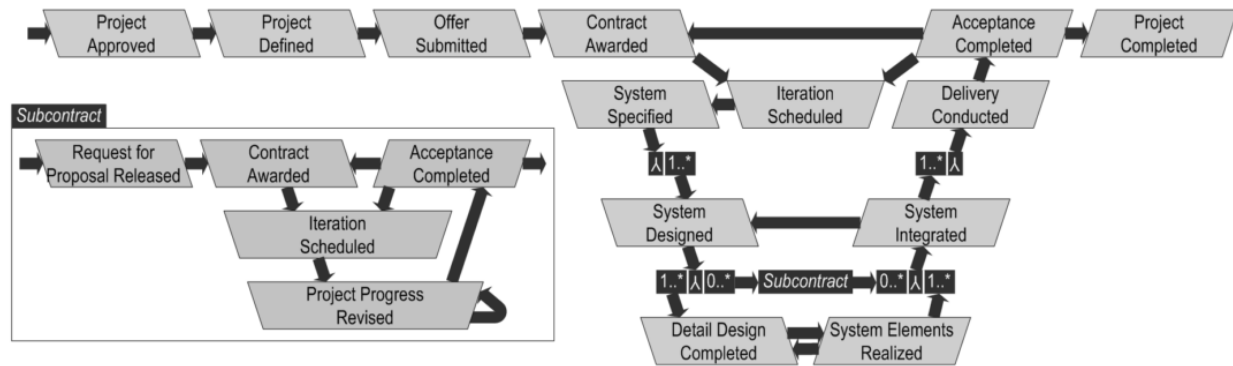 Project
Approved
Project
Defined
Offer
Submitted
Contract
Awarded
Acceptance
Completed
Project
Completed
System
Specified
Iteration
Scheduled
Delivery
Conducted
1..*
1..*
System
Designed
System
Integrated
1..*
0..*
Subcontract
0..*
1..*
Detail Design
Completed
System Elements
Realized
Subcontract
Request for
Proposal Released
Contract
Awarded
Acceptance
Completed
Iteration
Scheduled
Project Progress
Revised